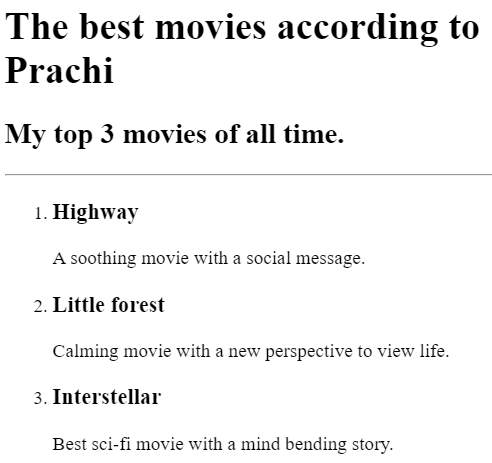 The best movies according to
Prachi
My top 3 movies of all time.
1. Highway
A soothing movie with a social message.
2. Little forest
Calming movie with a new perspective to view life.
3. Interstellar
Best sci-fi movie with a mind bending story.